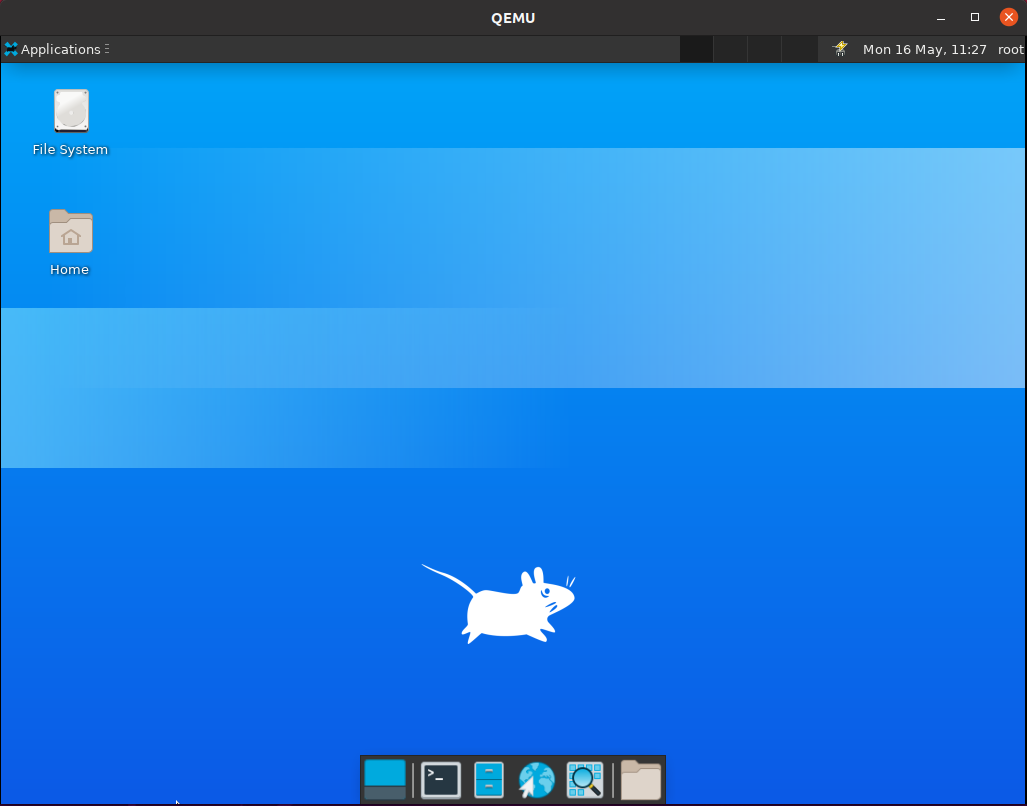 QEMU
Applications
Mon 16 May, 11:27
root
File System
Home